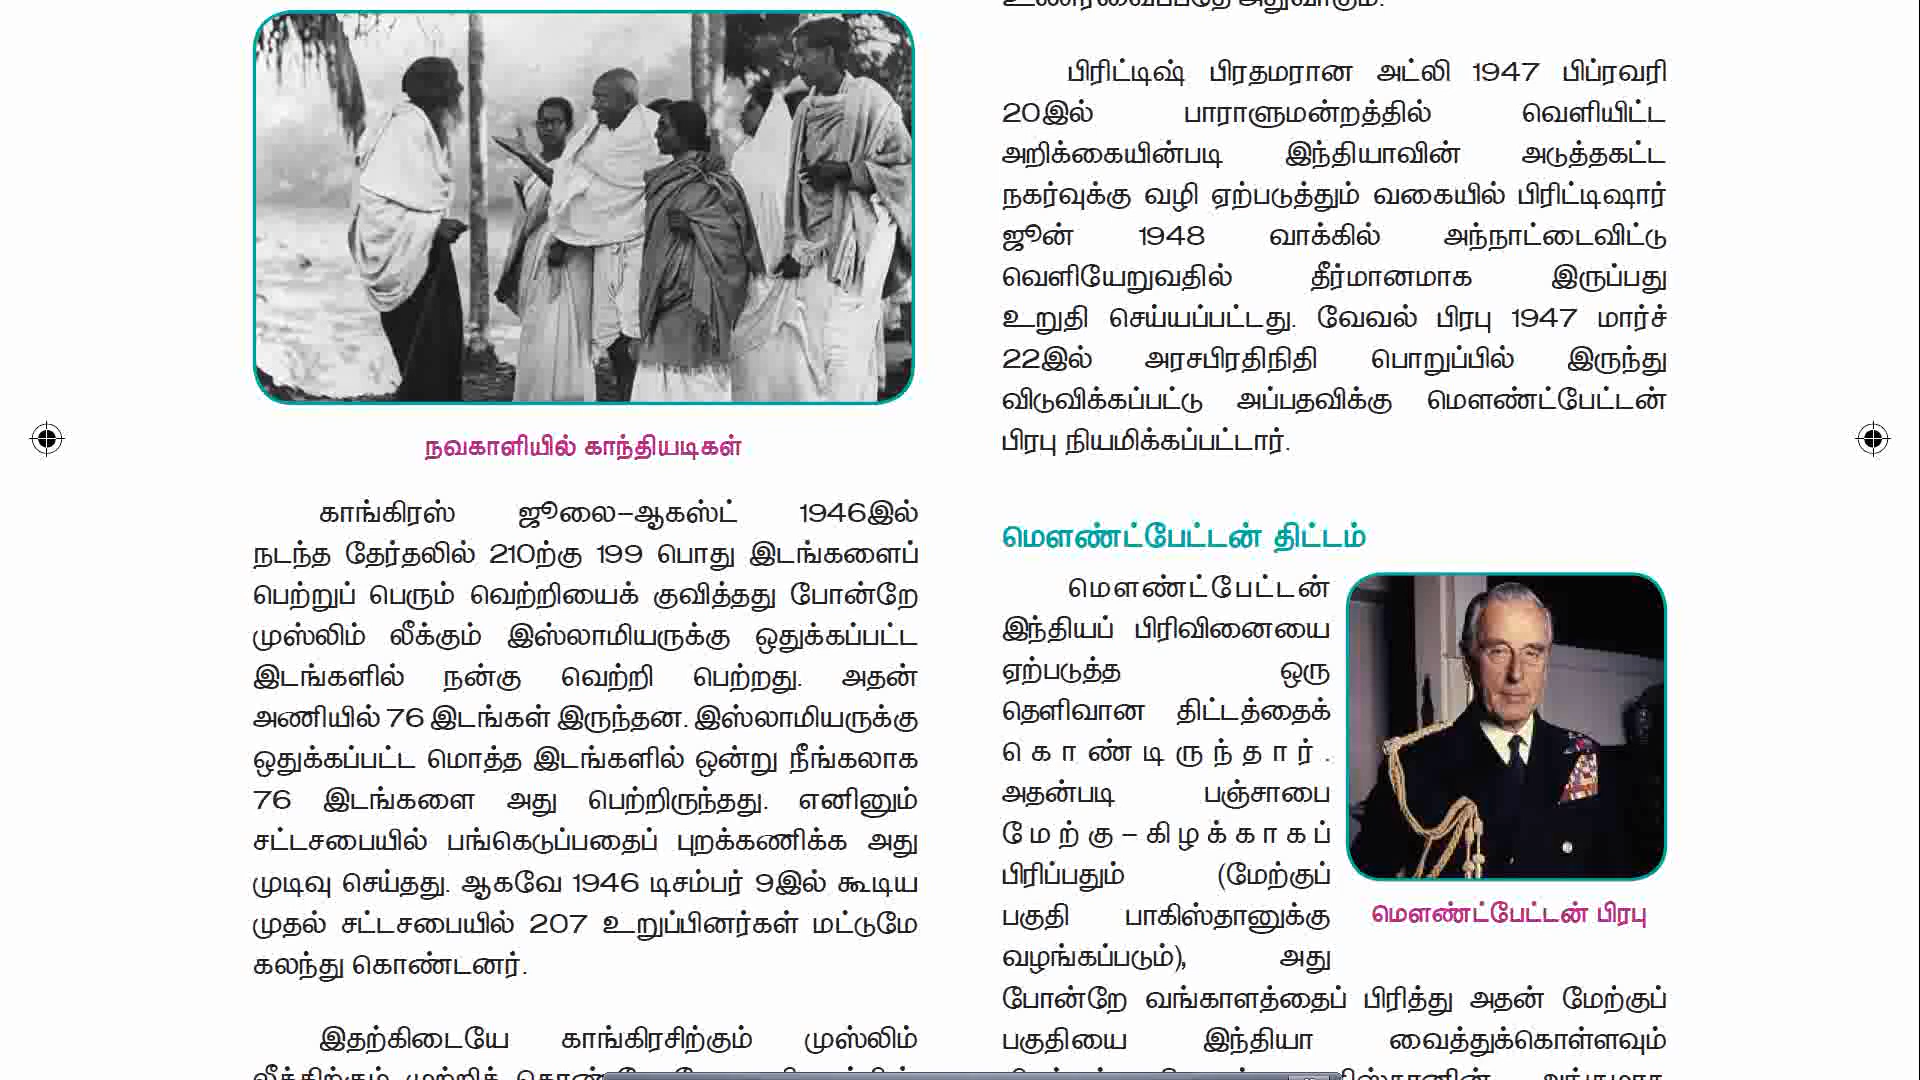 நவகாளியில் காந்தியடிகள்
காங்கிரஸ் ஜூலை–ஆகஸ்ட் 1946இல்
நடந்த தேர்தலில் 210ற்கு 199 பொது இடங்களைப்
பெற்றுப் பெரும் வெற்றியைக் குவித்தது போன்றே
முஸ்லிம் லீக்கும் இஸ்லாமியருக்கு ஒதுக்கப்பட்ட
இடங்களில் நன்கு வெற்றி பெற்றது. அதன்
அணியில் 76 இடங்கள் இருந்தன. இஸ்லாமியருக்கு
ஒதுக்கப்பட்ட மொத்த இடங்களில் ஒன்று நீங்கலாக
76 இடங்களை அது பெற்றிருந்தது. எனினும்
சட்டசபையில் பங்கெடுப்பதைப் புறக்கணிக்க அது
முடிவு செய்தது. ஆகவே 1946 டிசம்பர் 9இல் கூடிய
முதல் சட்டசபையில் 207 உறுப்பினர்கள் மட்டுமே
கலந்து கொண்டனர்.
இதற்கிடையே காங்கிரசிற்கும் முஸ்லிம்
பிரிட்டிஷ் பிரதமரான அட்லி 1947 பிப்ரவரி
20இல் பாராளுமன்றத்தில் வெளியிட்ட
அறிக்கையின்படி இந்தியாவின் அடுத்தகட்ட
நகர்வுக்கு வழி ஏற்படுத்தும் வகையில் பிரிட்டிஷார்
ஜூன் 1948 வாக்கில் அந்நாட்டைவிட்டு
வெளியேறுவதில் தீர்மானமாக இருப்பது
உறுதி செய்யப்பட்டது. வேவல் பிரபு 1947 மார்ச்
22இல் அரசபிரதிநிதி பொறுப்பில் இருந்து
விடுவிக்கப்பட்டு அப்பதவிக்கு மௌண்ட்பேட்டன்
பிரபு நியமிக்கப்பட்டார்.
மௌண்ட்பேட்டன் திட்டம்
மௌண்ட்பேட்டன்
இந்தியப் பிரிவினையை
ஏற்படுத்த ஒரு
தெளிவான திட்டத்தைக்
கொண்டிருந்தார்.
அதன்படி பஞ்சாபை
மேற்கு–கிழக்காகப்
பிரிப்பதும் (மேற்குப்
பகுதி பாகிஸ்தானுக்கு
வழங்கப்படும்), அது
போன்றே வங்காளத்தைப் பிரித்து அதன் மேற்குப்
பகுதியை இந்தியா வைத்துக்கொள்ளவும்
மௌண்ட்பேட்டன் பிரபு